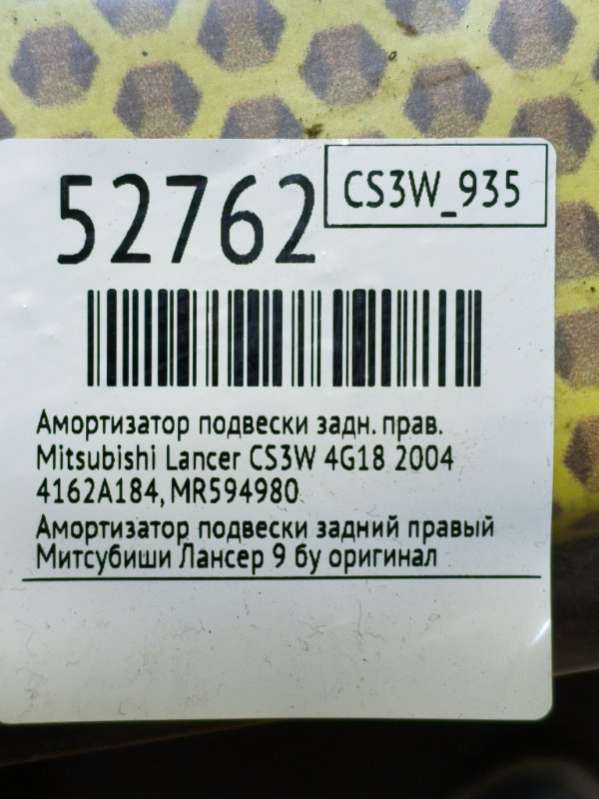 52762
CS3W_935
Амортизатор подвески задн. прав.
Mitsubishi Lancer CS3W 4G18 2004
4162A184, MR594980
Амортизатор подвески задний правый
Митсубиши Лансер 9 бу оригинал